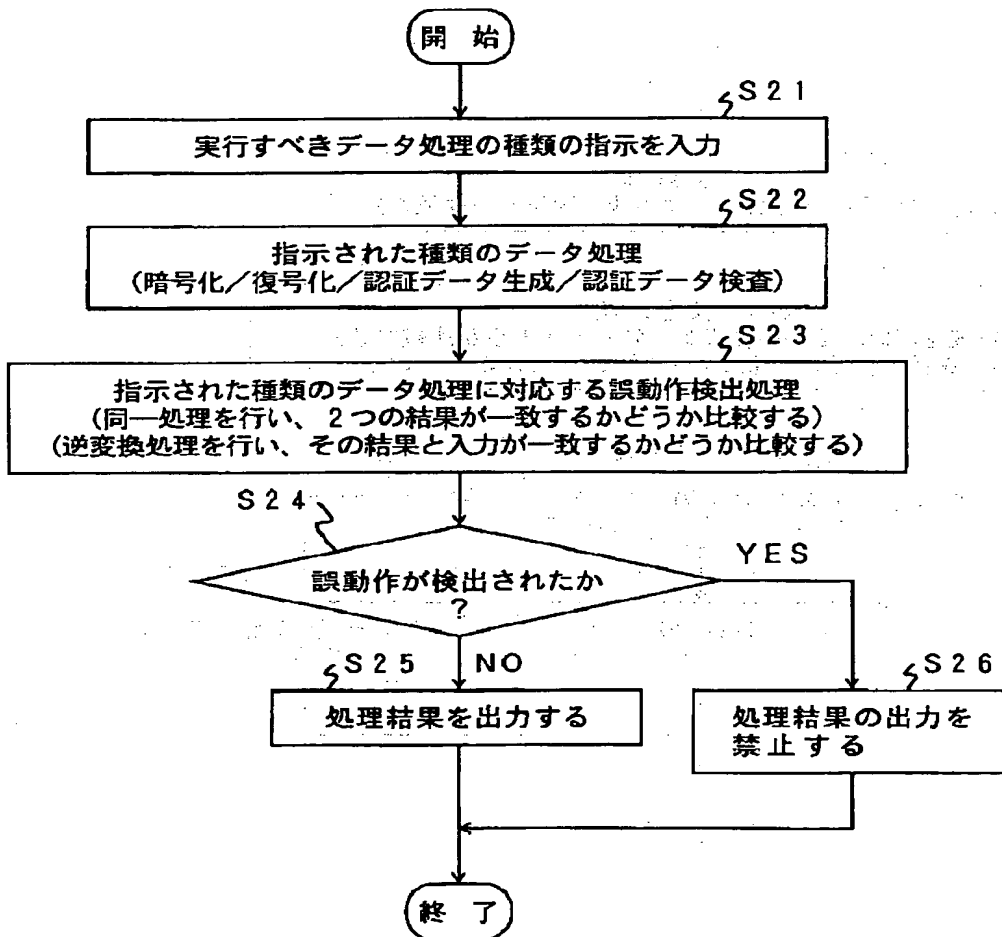 開 始
S21
実行すべきデータ処理の種類の指示を入力
S22
指示された種類のデータ処理
(暗号化/復号化/認証データ生成/認証データ検査)
S23
指示された種類のデータ処理に対応する誤動作検出処理
(同一処理を行い、2つの結果が一致するかどうか比較する)
(逆変換処理を行い、その結果と入力が一致するかどうか比較する)
S24
誤動作が検出されたか
?
YES
NO
S25
処理結果を出力する
S26
処理結果の出力を
禁止する
終 了